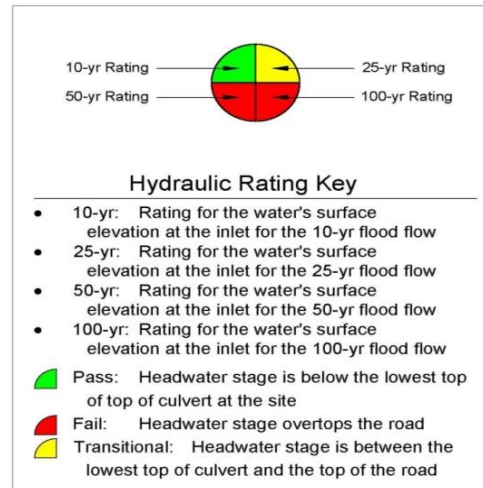 10-yr Rating 25-yr Rating
50-yr Rating 100-yr Rating
Hydraulic Rating Key
• 10-yr: Rating for the water's surface
elevation at the inlet for the 10-yr flood flow
• 25-yr: Rating for the water's surface
elevation at the inlet for the 25-yr flood flow
• 50-yr: Rating for the water's surface
elevation at the inlet for the 50-yr flood flow
• 100-yr: Rating for the water's surface
elevation at the inlet for the 100-yr flood flow
Pass: Headwater stage is below the lowest top
of top of culvert at the site
Fail: Headwater stage overtops the road
Transitional: Headwater stage is between the
lowest top of culvert and the top of the road